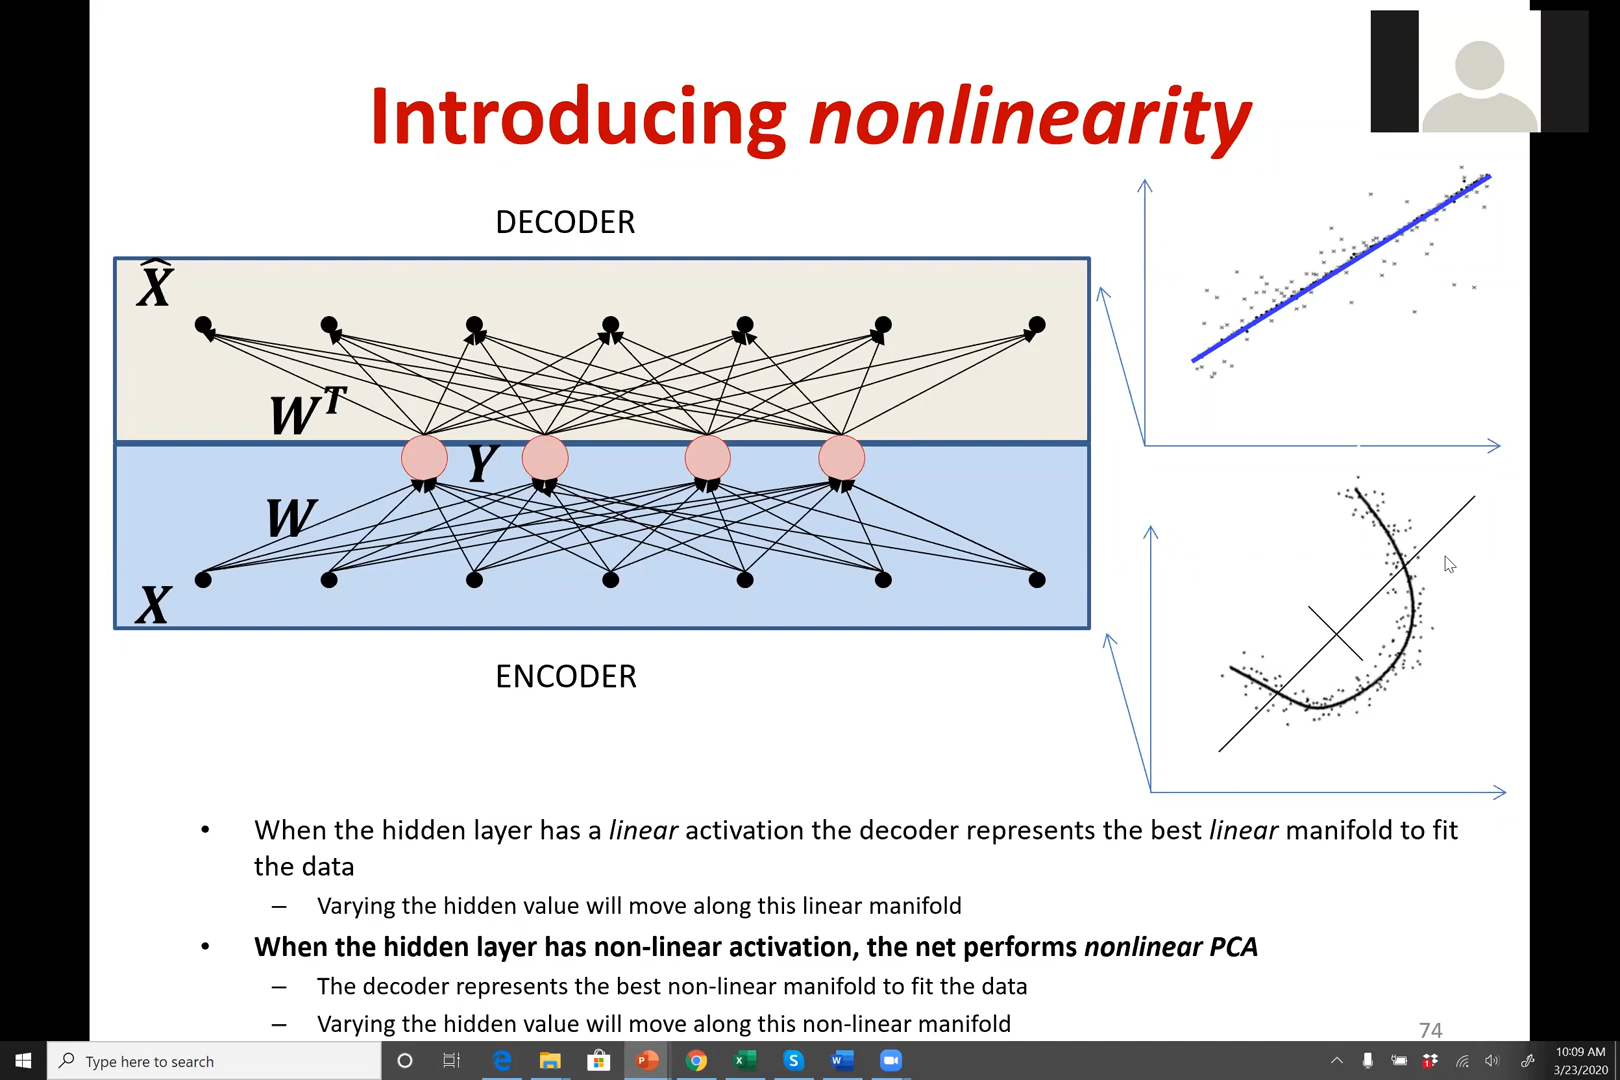 Introducing nonlinearity
DECODER
X̂
Wᵀ
Y
W
X
ENCODER
• When the hidden layer has a linear activation the decoder represents the best linear manifold to fit
the data
– Varying the hidden value will move along this linear manifold
• When the hidden layer has non-linear activation, the net performs nonlinear PCA
– The decoder represents the best non-linear manifold to fit the data
– Varying the hidden value will move along this non-linear manifold
74
Type here to search
10:09 AM
3/23/2020